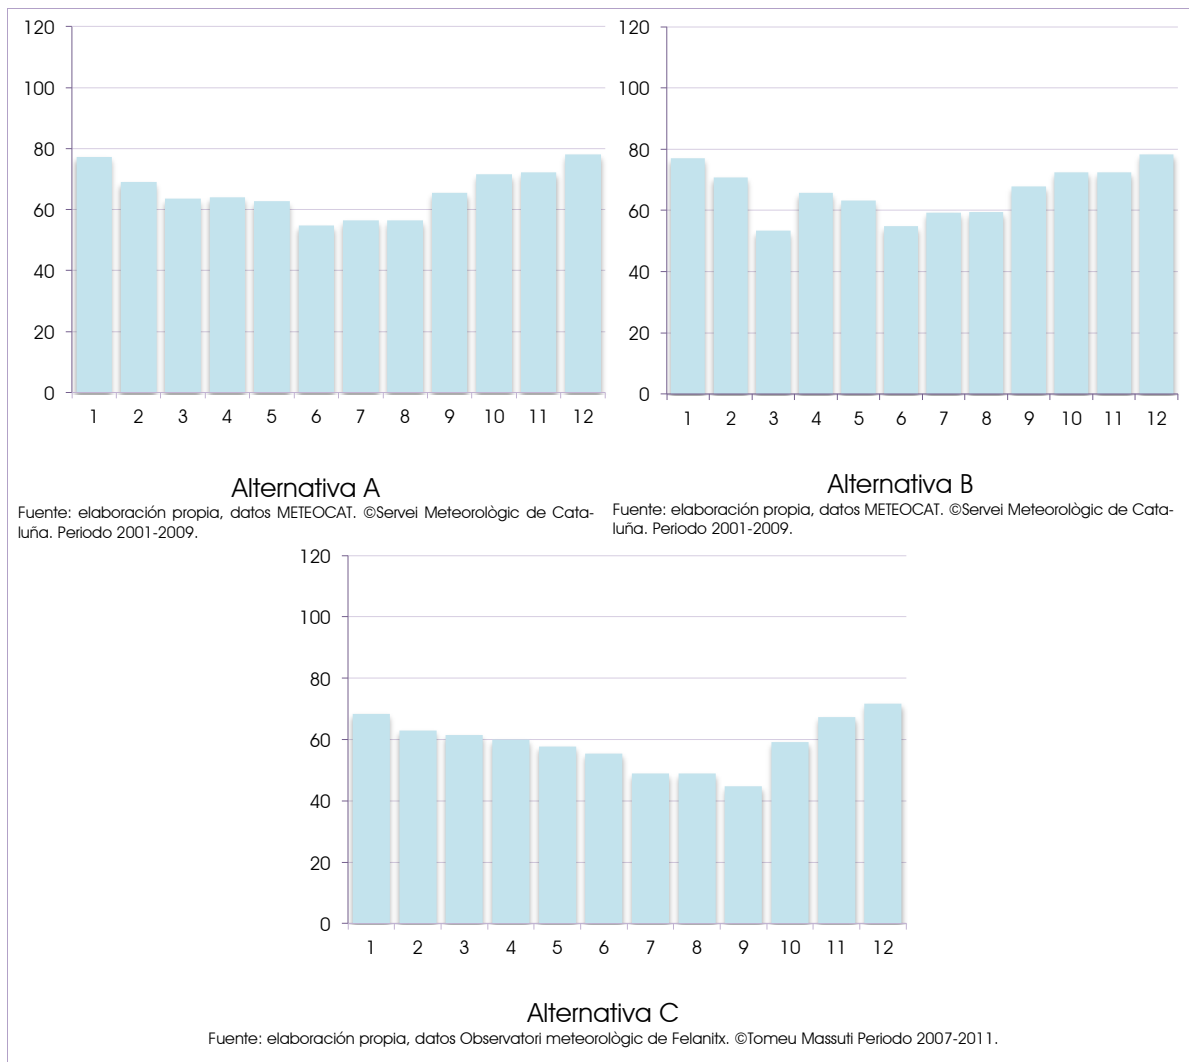 120
100
80
60
40
20
0
1 2 3 4 5 6 7 8 9 10 11 12
Alternativa A
Fuente: elaboración propia, datos METEOCAT. ©Servei Meteorològic de Cata-
luña. Periodo 2001-2009.
120
100
80
60
40
20
0
1 2 3 4 5 6 7 8 9 10 11 12
Alternativa B
Fuente: elaboración propia, datos METEOCAT. ©Servei Meteorològic de Cata-
luña. Periodo 2001-2009.
120
100
80
60
40
20
0
1 2 3 4 5 6 7 8 9 10 11 12
Alternativa C
Fuente: elaboración propia, datos Observatori meteorològic de Felanitx. ©Tomeu Massuti Periodo 2007-2011.